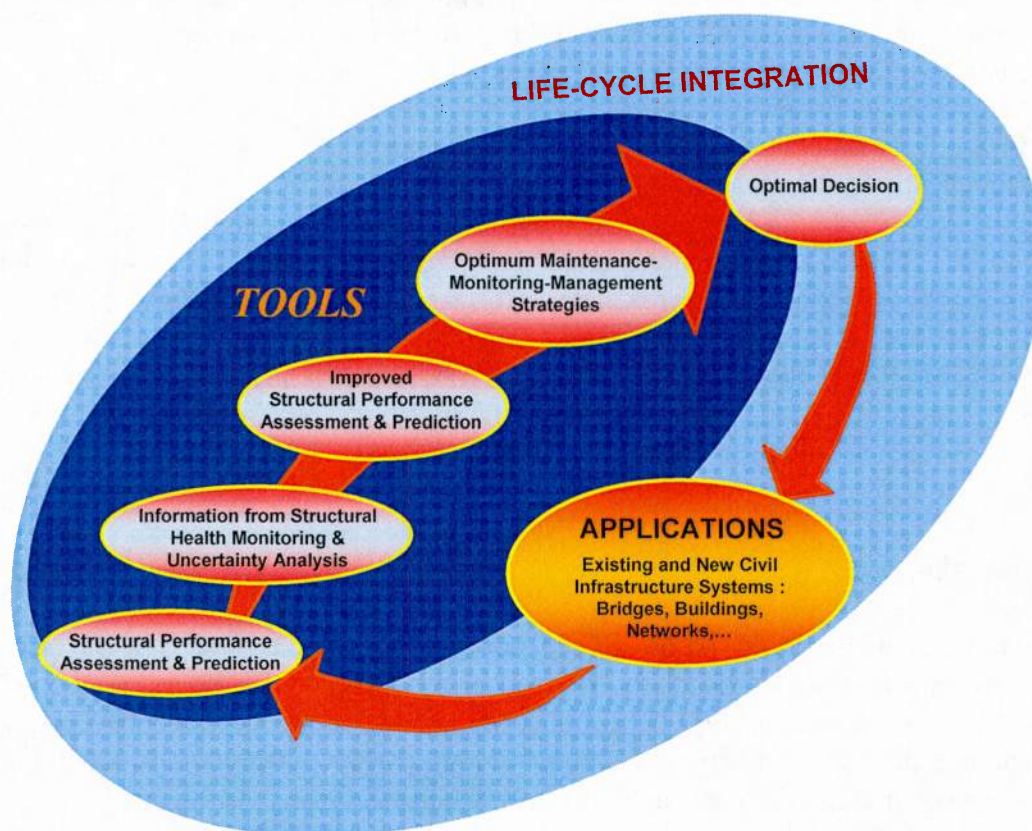 LIFE-CYCLE INTEGRATION
Optimal Decision
Optimum Maintenance-
Monitoring-Management
Strategies
TOOLS
Improved
Structural Performance
Assessment & Prediction
Information from Structural
Health Monitoring &
Uncertainty Analysis
APPLICATIONS
Existing and New Civil
Infrastructure Systems :
Bridges, Buildings,
Networks,...
Structural Performance
Assessment & Prediction